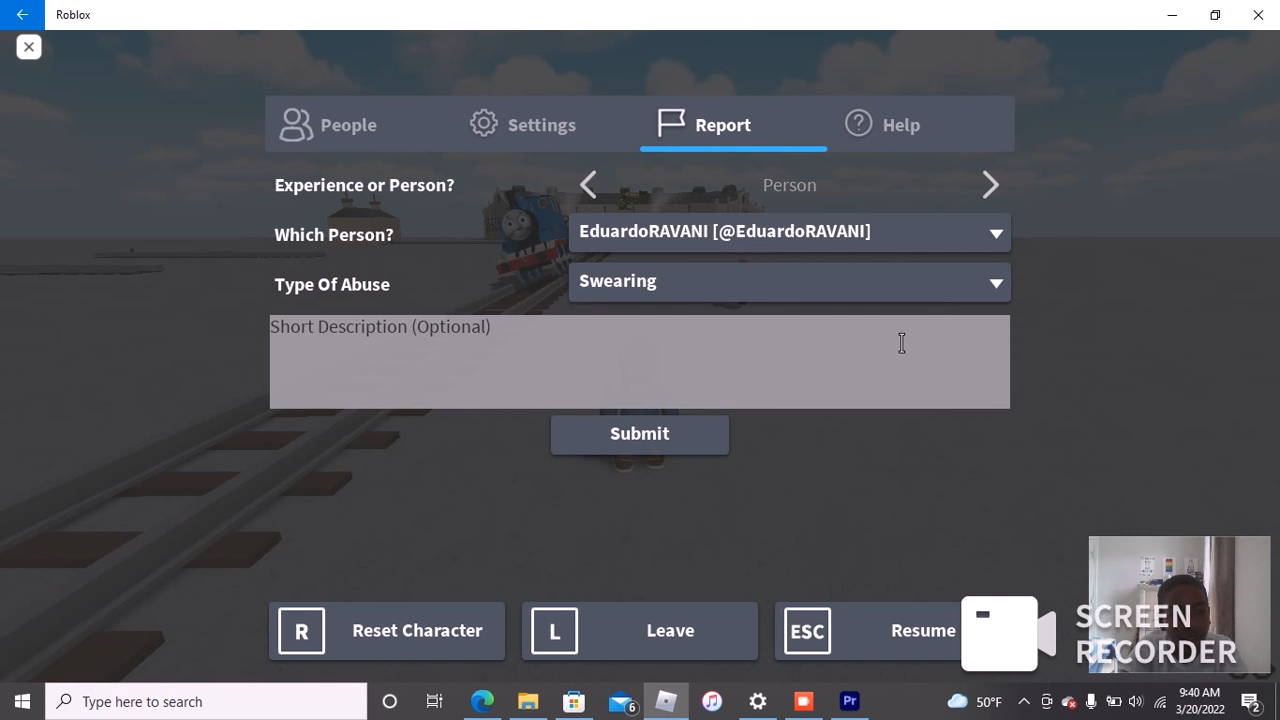 Roblox
People
Settings
Report
Help
Experience or Person?
Person
Which Person?
EduardoRAVANI [@EduardoRAVANI]
Type Of Abuse
Swearing
Short Description (Optional)
Submit
R
Reset Character
L
Leave
ESC
Resume
SCREEN
RECORDER
Type here to search
6
Pr
50°F
9:40 AM
3/20/2022
2